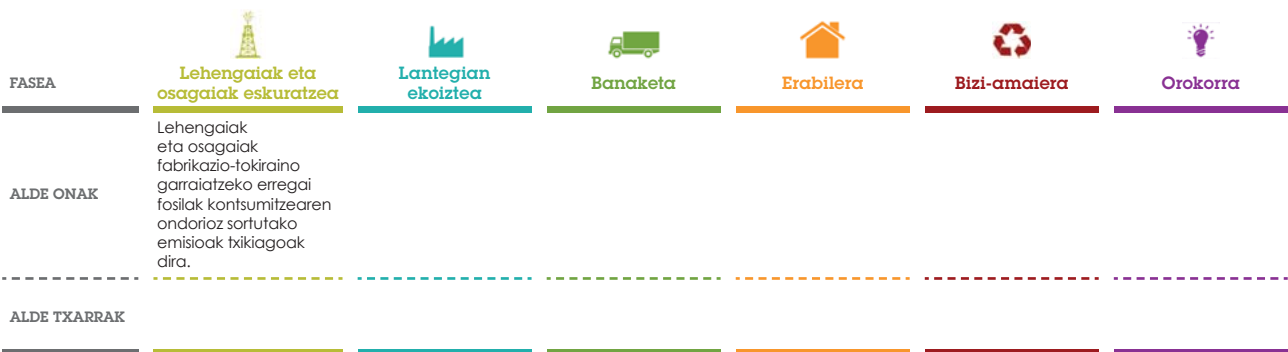 FASEA
Lehengaiak eta
osagaiak eskuratzea
Lantegian
ekoiztea
Banaketa
Erabilera
Bizi-amaiera
Orokorra
ALDE ONAK
Lehengaiak
eta osagaiak
fabrikazio-tokiraino
garraiatzeko erregai
fosilak kontsumitzearen
ondorioz sortutako
emisioak txikiagoak
dira.
ALDE TXARRAK